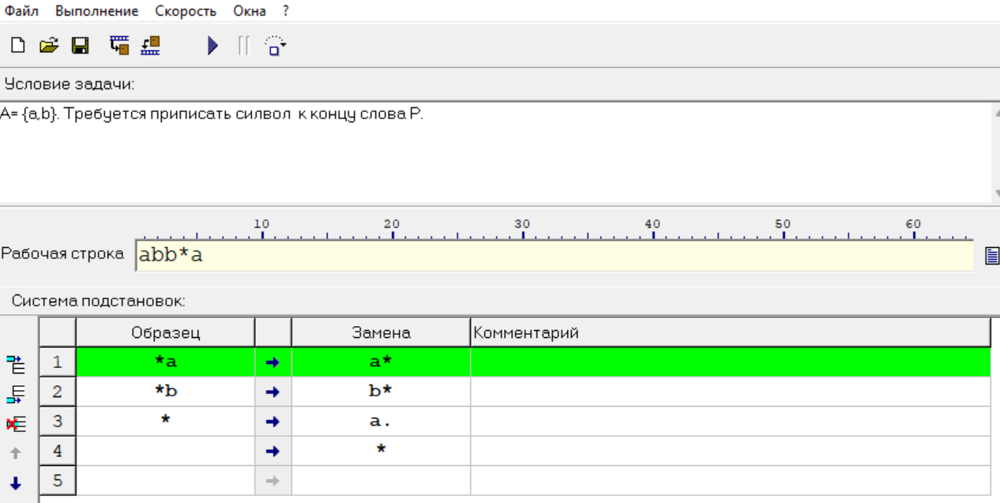 Файл Выполнение Скорость Окна ?
Условие задачи:
A= {a,b}. Требуется приписать силвол к концу слова P.
10 20 30 40 50 60
Рабочая строка abb*a
Система подстановок:
Образец Замена Комментарий
1 *a → a*
2 *b → b*
3 * → a.
4 → *
5 →